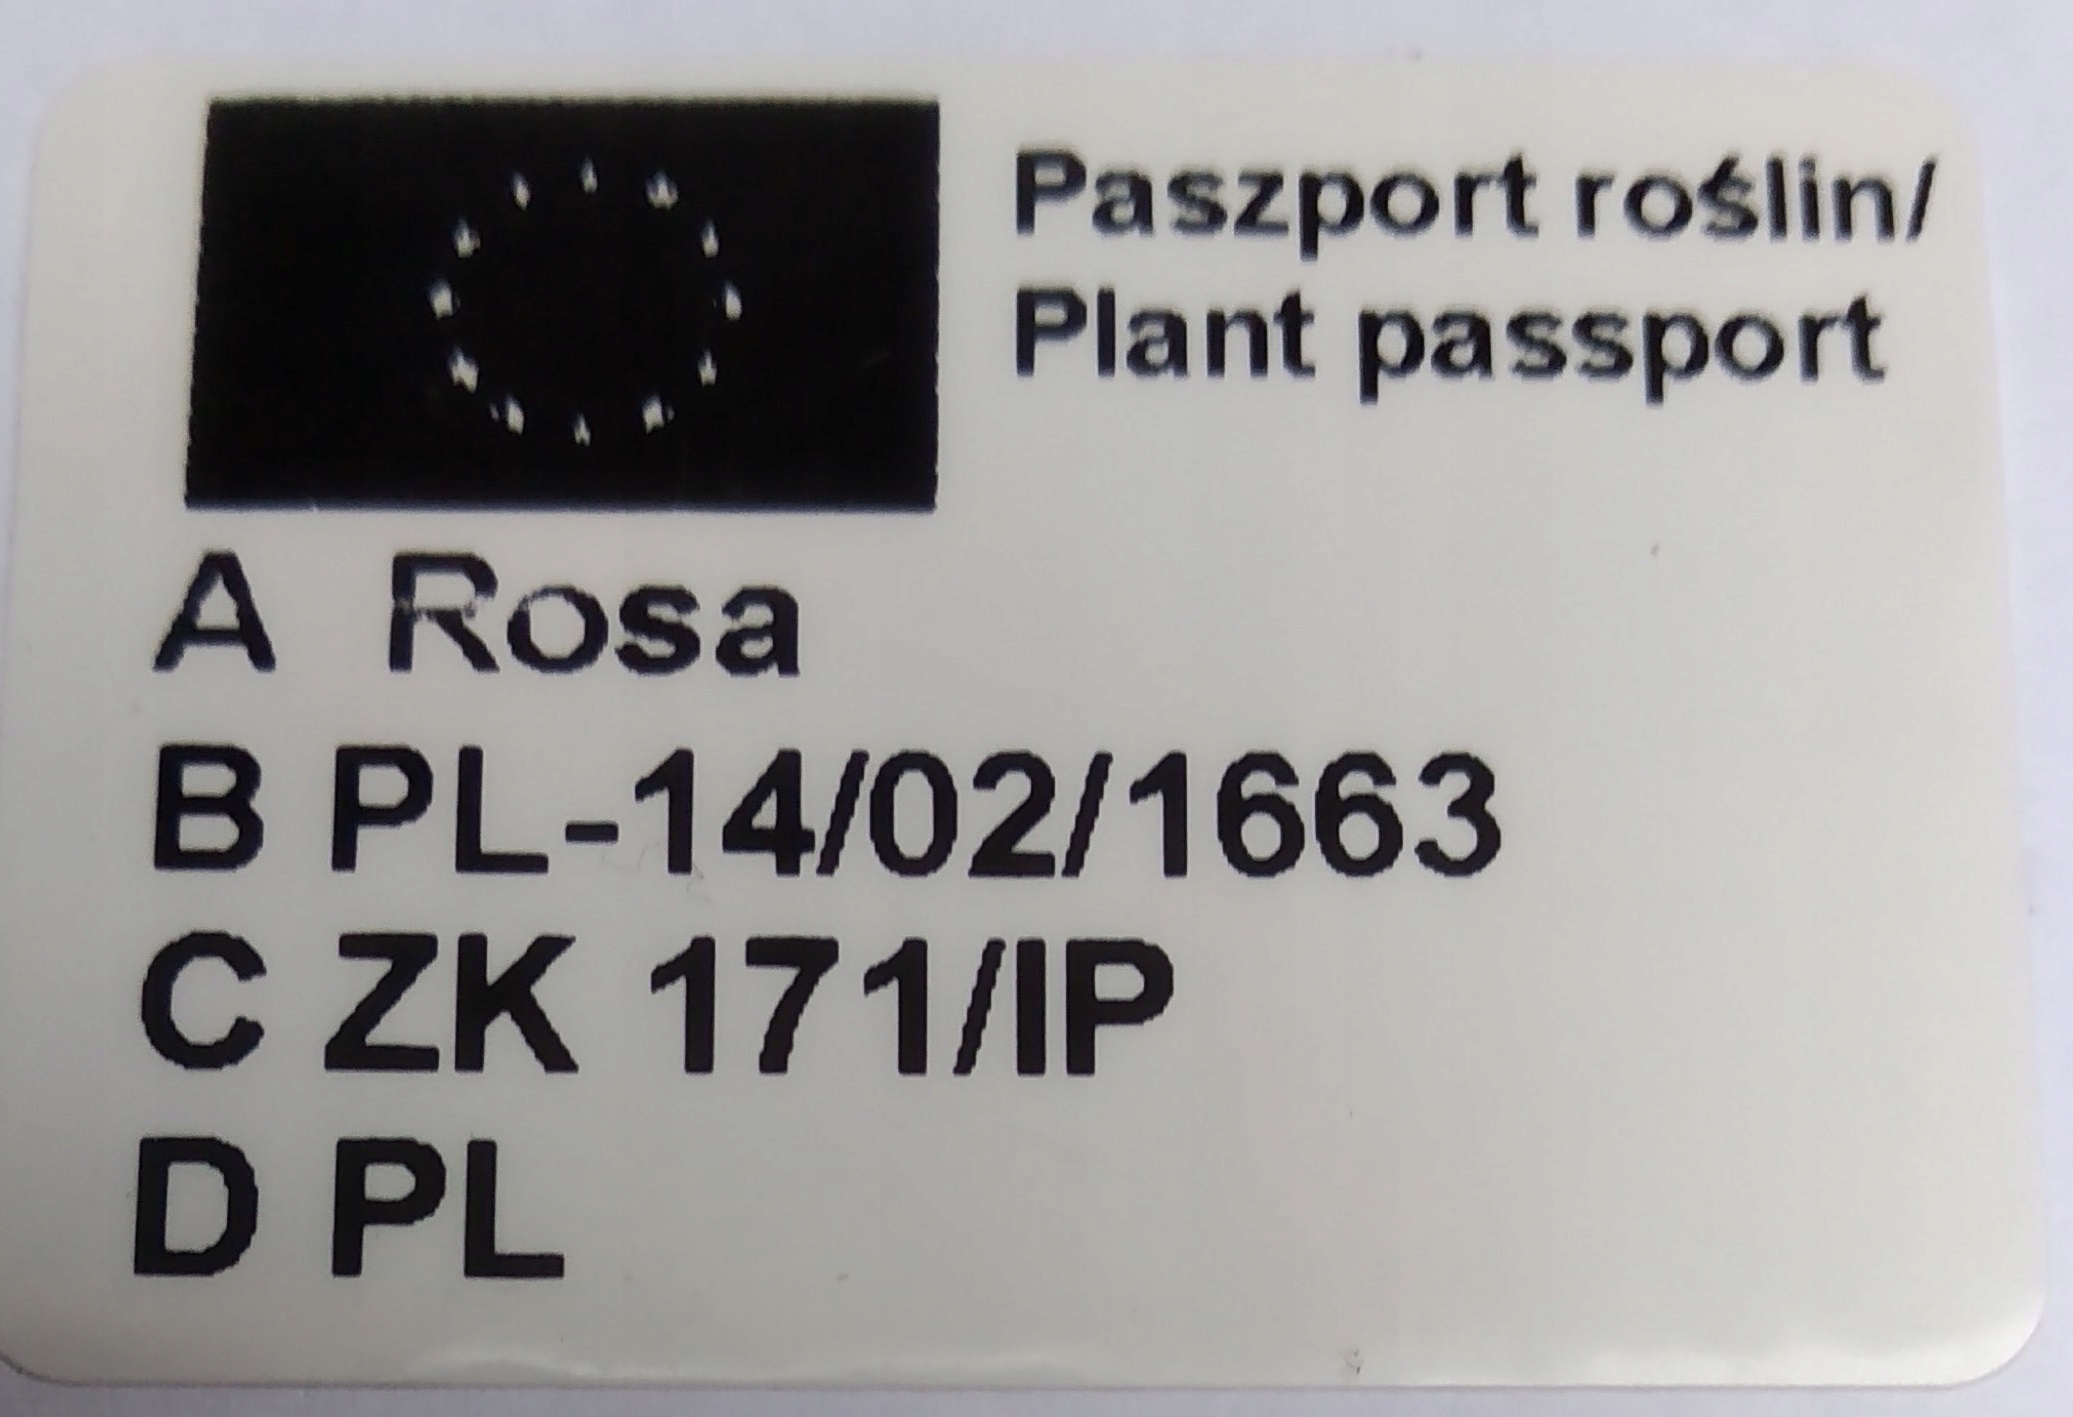 Paszport roślin/
Plant passport
A Rosa
B PL-14/02/1663
C ZK 171/IP
D PL